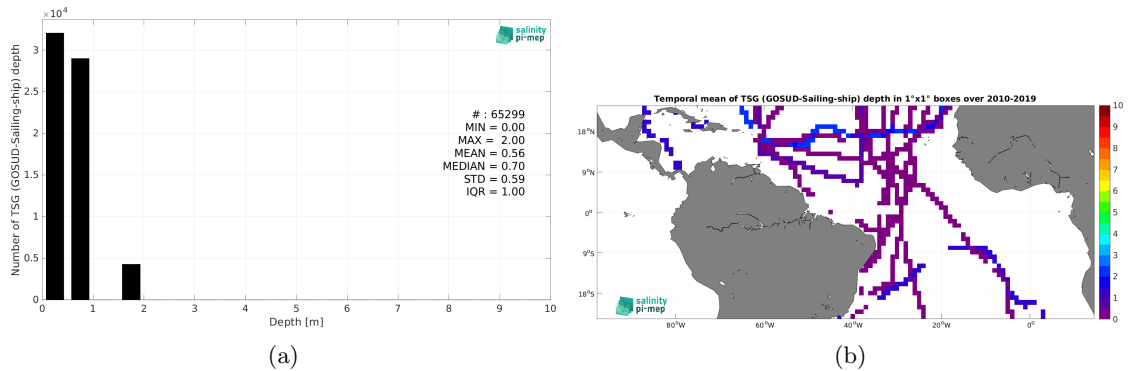 ×10⁴
Number of TSG (GOSUD-Sailing-ship) depth
3
2.5
2
1.5
1
0.5
0
0 1 2 3 4 5 6 7 8 9 10
Depth [m]
salinity
pi-mep
# : 65299
MIN = 0.00
MAX = 2.00
MEAN = 0.56
MEDIAN = 0.70
STD = 0.59
IQR = 1.00
(a)
Temporal mean of TSG (GOSUD-Sailing-ship) depth in 1°x1° boxes over 2010-2019
18°N
9°N
0°
9°S
18°S
80°W 60°W 40°W 20°W 0°
salinity
pi-mep
10
9
8
7
6
5
4
3
2
1
0
(b)